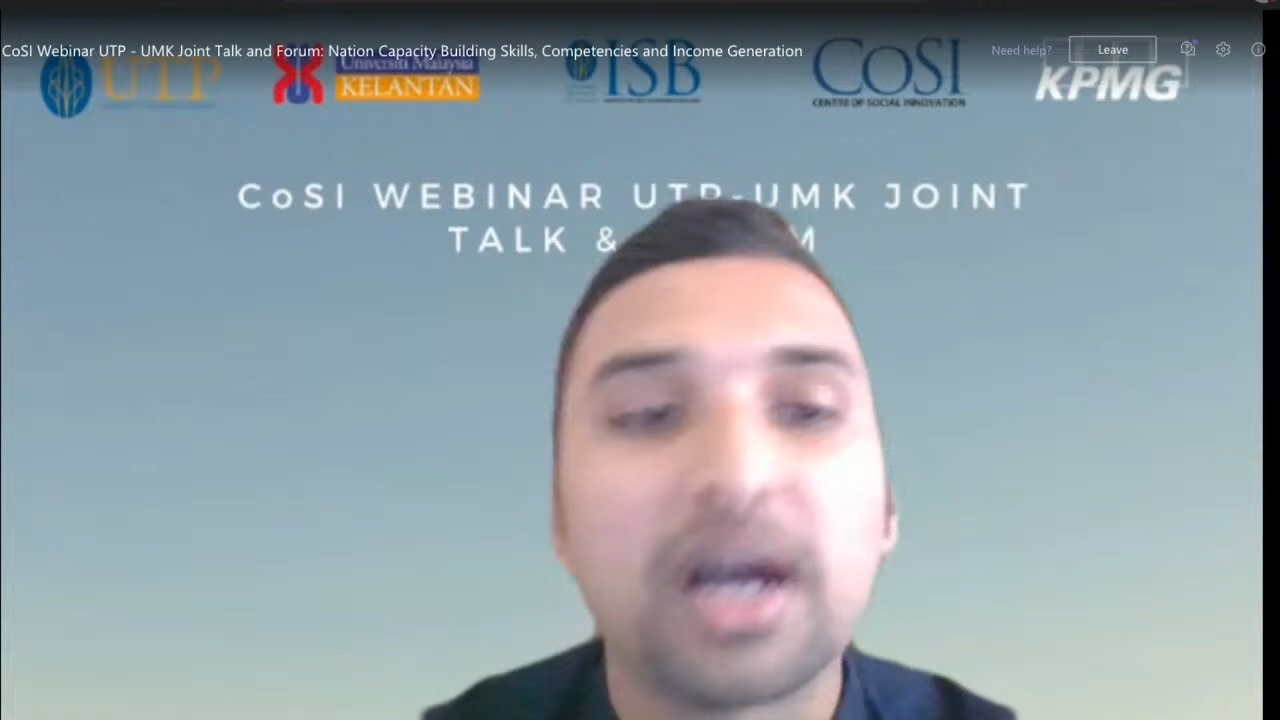 CoSI Webinar UTP - UMK Joint Talk and Forum: Nation Capacity Building Skills, Competencies and Income Generation
Need help?
Leave
UTP
Universiti Malaysia
KELANTAN
ISB
CoSI
CENTRE OF SOCIAL INNOVATION
KPMG
CoSI WEBINAR UTP-UMK JOINT
TALK &